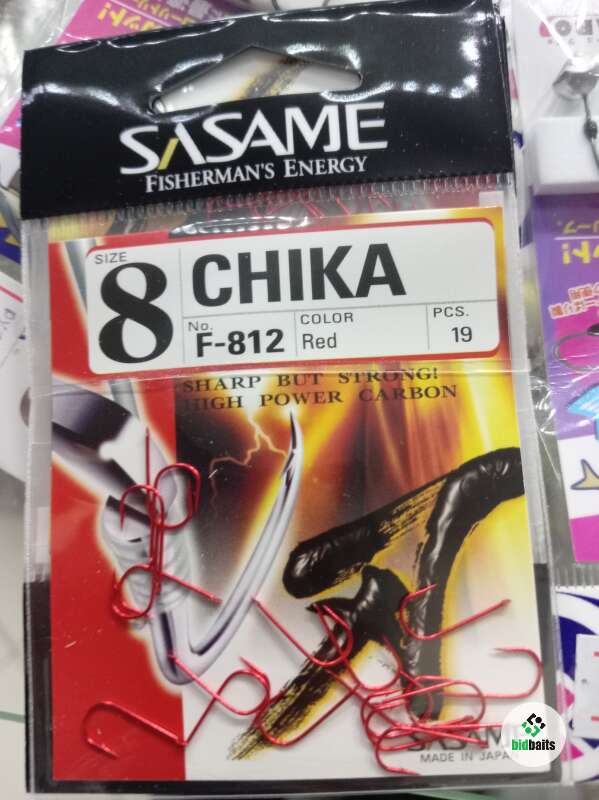 SASAME
FISHERMAN'S ENERGY
SIZE
8
CHIKA
No.
F-812
COLOR
Red
PCS.
19
SHARP BUT STRONG!
HIGH POWER CARBON
SASAME
MADE IN JAPAN
bidbaits